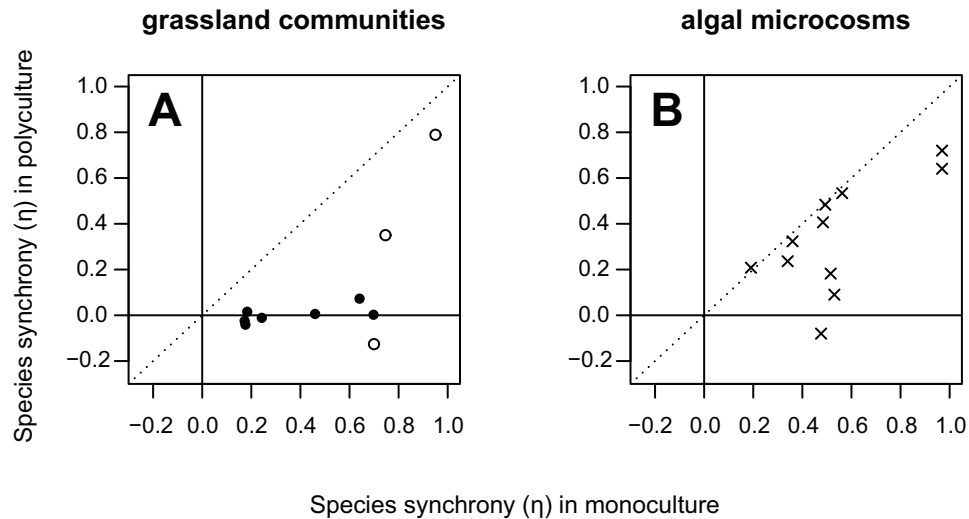 grassland communities
algal microcosms
Species synchrony (η) in polyculture
A
1.0
0.8
0.6
0.4
0.2
0.0
−0.2
−0.2 0.0 0.2 0.4 0.6 0.8 1.0
B
1.0
0.8
0.6
0.4
0.2
0.0
−0.2
−0.2 0.0 0.2 0.4 0.6 0.8 1.0
Species synchrony (η) in monoculture